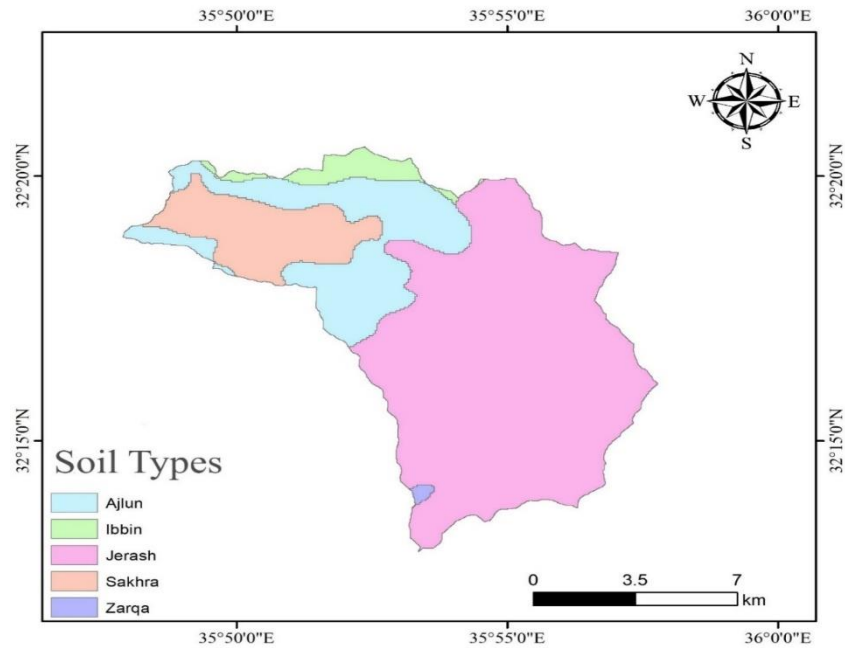 35°50'0"E 35°55'0"E 36°0'0"E
N
W E
S
32°20'0"N 32°20'0"N
32°15'0"N 32°15'0"N
Soil Types
Ajlun
Ibbin
Jerash
Sakhra
Zarqa
0 3.5 7
km
35°50'0"E 35°55'0"E 36°0'0"E